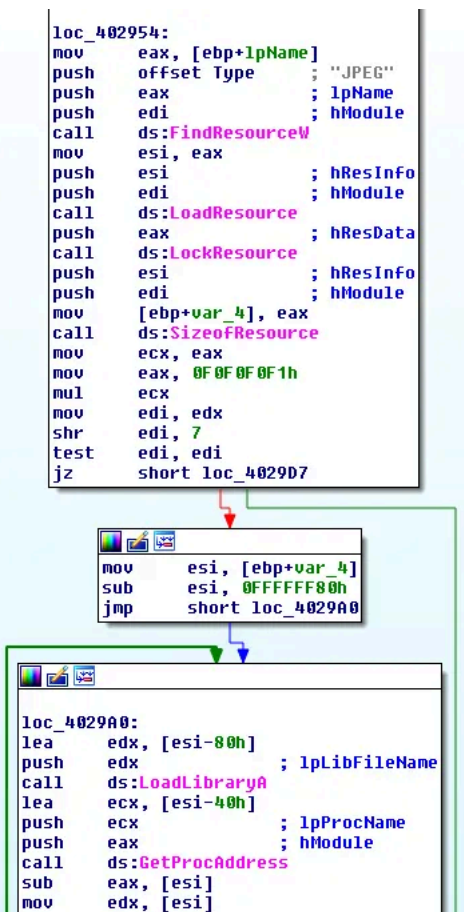 loc_402954:
mov eax, [ebp+lpName]
push offset Type ; "JPEG"
push eax ; lpName
push edi ; hModule
call ds:FindResourceW
mov esi, eax
push esi ; hResInfo
push edi ; hModule
call ds:LoadResource
push eax ; hResData
call ds:LockResource
push esi ; hResInfo
push edi ; hModule
mov [ebp+var_4], eax
call ds:SizeofResource
mov ecx, eax
mov eax, 0F0F0F0F1h
mul ecx
mov edi, edx
shr edi, 7
test edi, edi
jz short loc_4029D7
mov esi, [ebp+var_4]
sub esi, 0FFFFFF80h
jmp short loc_4029A0
loc_4029A0:
lea edx, [esi-80h]
push edx ; lpLibFileName
call ds:LoadLibraryA
lea ecx, [esi-40h]
push ecx ; lpProcName
push eax ; hModule
call ds:GetProcAddress
sub eax, [esi]
mov edx, [esi]